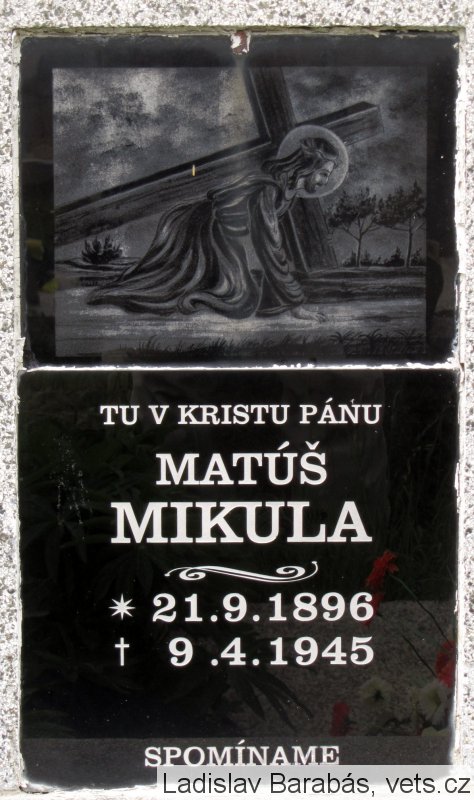 TU V KRISTU PÁNU
MATÚŠ
MIKULA
✷ 21.9.1896
† 9.4.1945
SPOMÍNAME
Ladislav Barabás, vets.cz